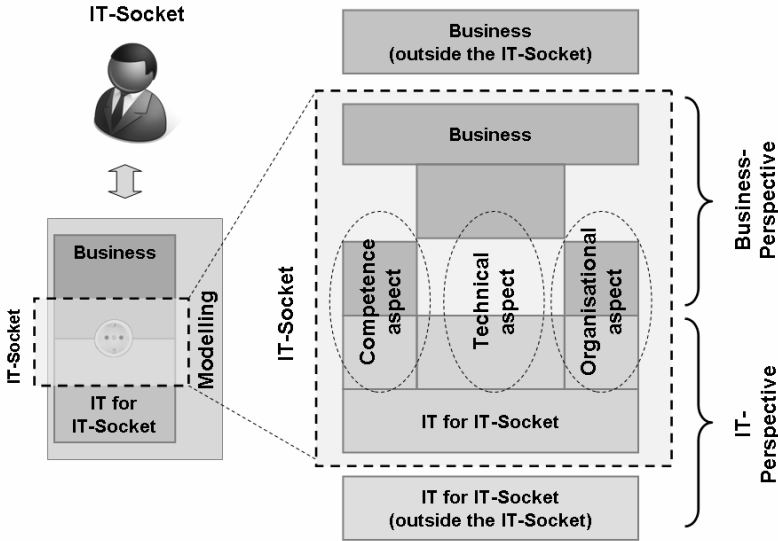 IT-Socket
Business
IT-Socket
Modelling
IT for
IT-Socket
Business
(outside the IT-Socket)
Business
IT-Socket
Competence
aspect
Technical
aspect
Organisational
aspect
IT for IT-Socket
IT for IT-Socket
(outside the IT-Socket)
Business-
Perspective
IT-
Perspective